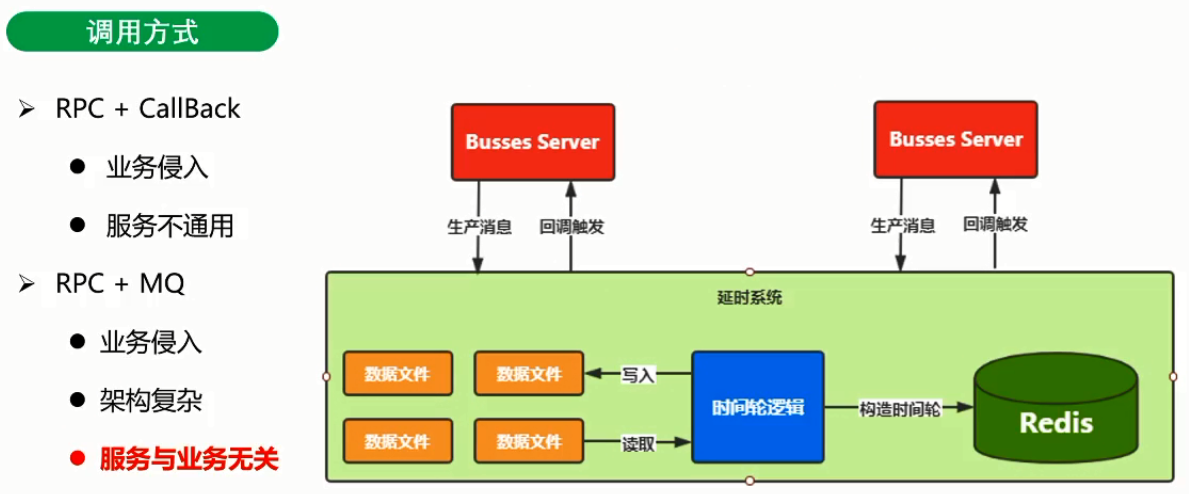 调用方式
RPC + CallBack
业务侵入
服务不通用
RPC + MQ
业务侵入
架构复杂
服务与业务无关
Busses Server
Busses Server
生产消息
回调触发
生产消息
回调触发
延时系统
数据文件
数据文件
写入
时间轮逻辑
构造时间轮
Redis
数据文件
数据文件
读取